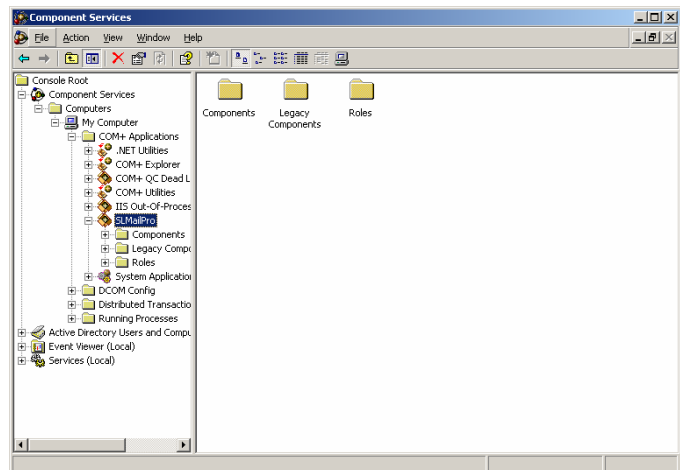 Component Services
File Action View Window Help
Console Root
Component Services
Computers
My Computer
COM+ Applications
.NET Utilities
COM+ Explorer
COM+ QC Dead L
COM+ Utilities
IIS Out-Of-Proces
SLMailPro
Components
Legacy Compo
Roles
System Application
DCOM Config
Distributed Transactio
Running Processes
Active Directory Users and Compu
Event Viewer (Local)
Services (Local)
Components
Legacy
Components
Roles